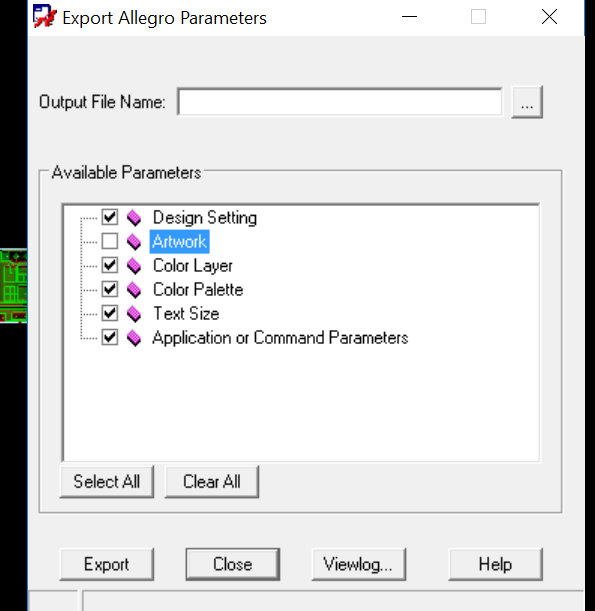 Export Allegro Parameters
Output File Name:
...
Available Parameters
Design Setting
Artwork
Color Layer
Color Palette
Text Size
Application or Command Parameters
Select All Clear All
Export Close Viewlog... Help